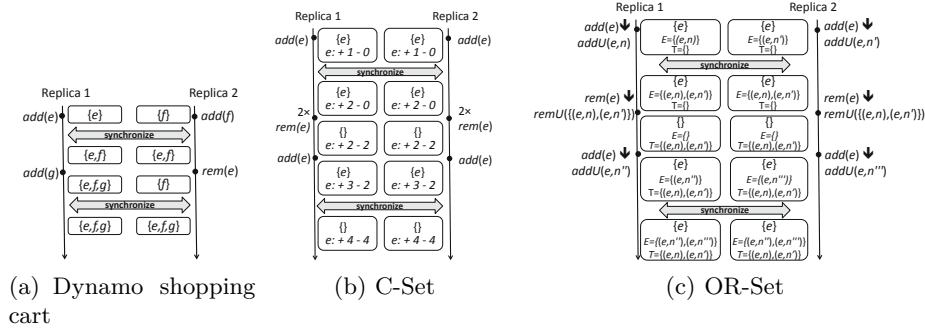 Replica 1
Replica 2
add(e)
{e}
{f}
add(f)
synchronize
{e,f}
{e,f}
add(g)
{e,f,g}
{f}
rem(e)
synchronize
{e,f,g}
{e,f,g}
(a) Dynamo shopping
cart
Replica 1
Replica 2
add(e)
{e}
e: + 1 - 0
{e}
e: + 1 - 0
add(e)
synchronize
{e}
e: + 2 - 0
{e}
e: + 2 - 0
2×
rem(e)
2×
rem(e)
{}
e: + 2 - 2
{}
e: + 2 - 2
add(e)
add(e)
{e}
e: + 3 - 2
{e}
e: + 3 - 2
synchronize
{}
e: + 4 - 4
{}
e: + 4 - 4
(b) C-Set
Replica 1
Replica 2
add(e)
addU(e,n)
{e}
E={(e,n)}
T={}
{e}
E={(e,n')}
T={}
add(e)
addU(e,n')
synchronize
{e}
E={(e,n),(e,n')}
T={}
{e}
E={(e,n),(e,n')}
T={}
rem(e)
remU({(e,n),(e,n')})
rem(e)
remU({(e,n),(e,n')})
{}
E={}
T={(e,n),(e,n')}
{}
E={}
T={(e,n),(e,n')}
add(e)
addU(e,n'')
add(e)
addU(e,n''')
{e}
E={(e,n'')}
T={(e,n),(e,n')}
{e}
E={(e,n''')}
T={(e,n),(e,n')}
synchronize
{e}
E={(e,n''),(e,n''')}
T={(e,n),(e,n')}
{e}
E={(e,n''),(e,n''')}
T={(e,n),(e,n')}
(c) OR-Set